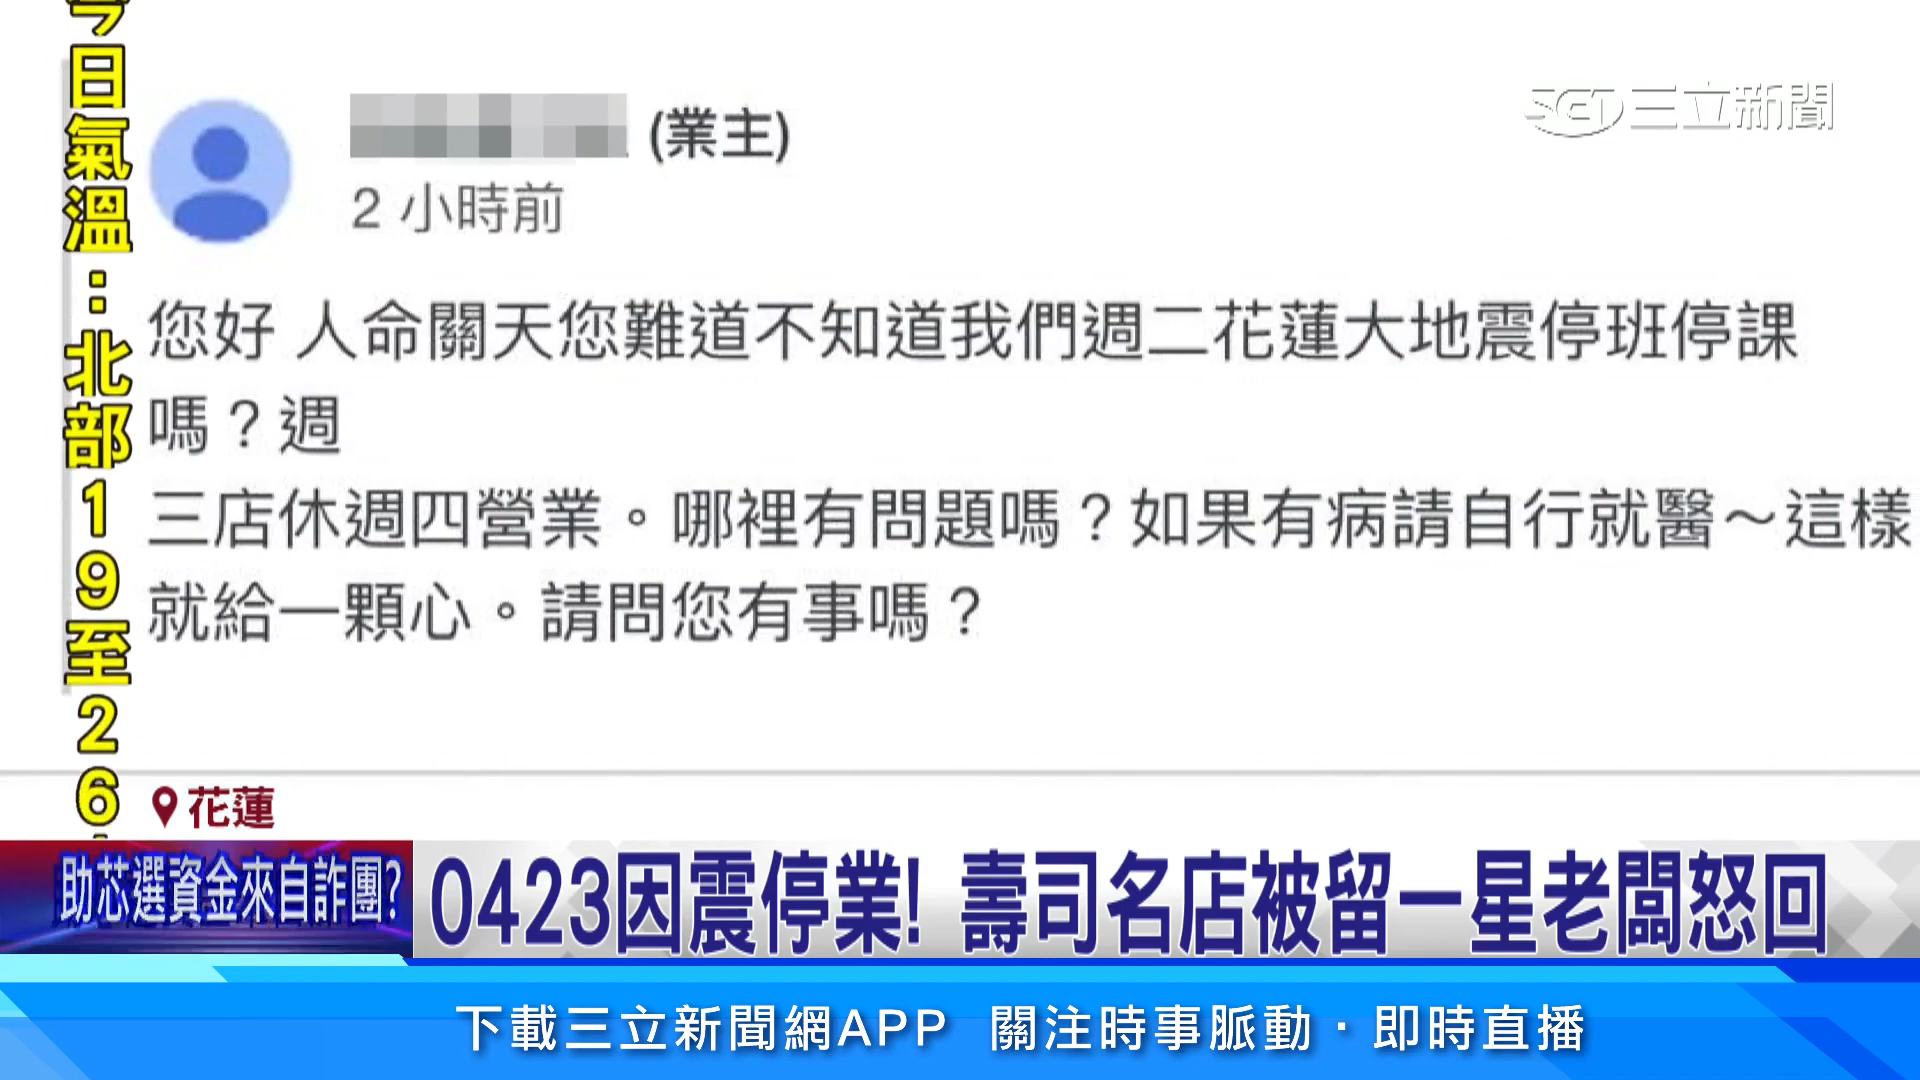 今日氣溫：北部19至26
SET三立新聞
(業主)
2 小時前
您好 人命關天您難道不知道我們週二花蓮大地震停班停課
嗎？週
三店休週四營業。哪裡有問題嗎？如果有病請自行就醫～這樣
就給一顆心。請問您有事嗎？
花蓮
助芯選資金來自詐團?
0423因震停業! 壽司名店被留一星老闆怒回
下載三立新聞網APP 關注時事脈動．即時直播